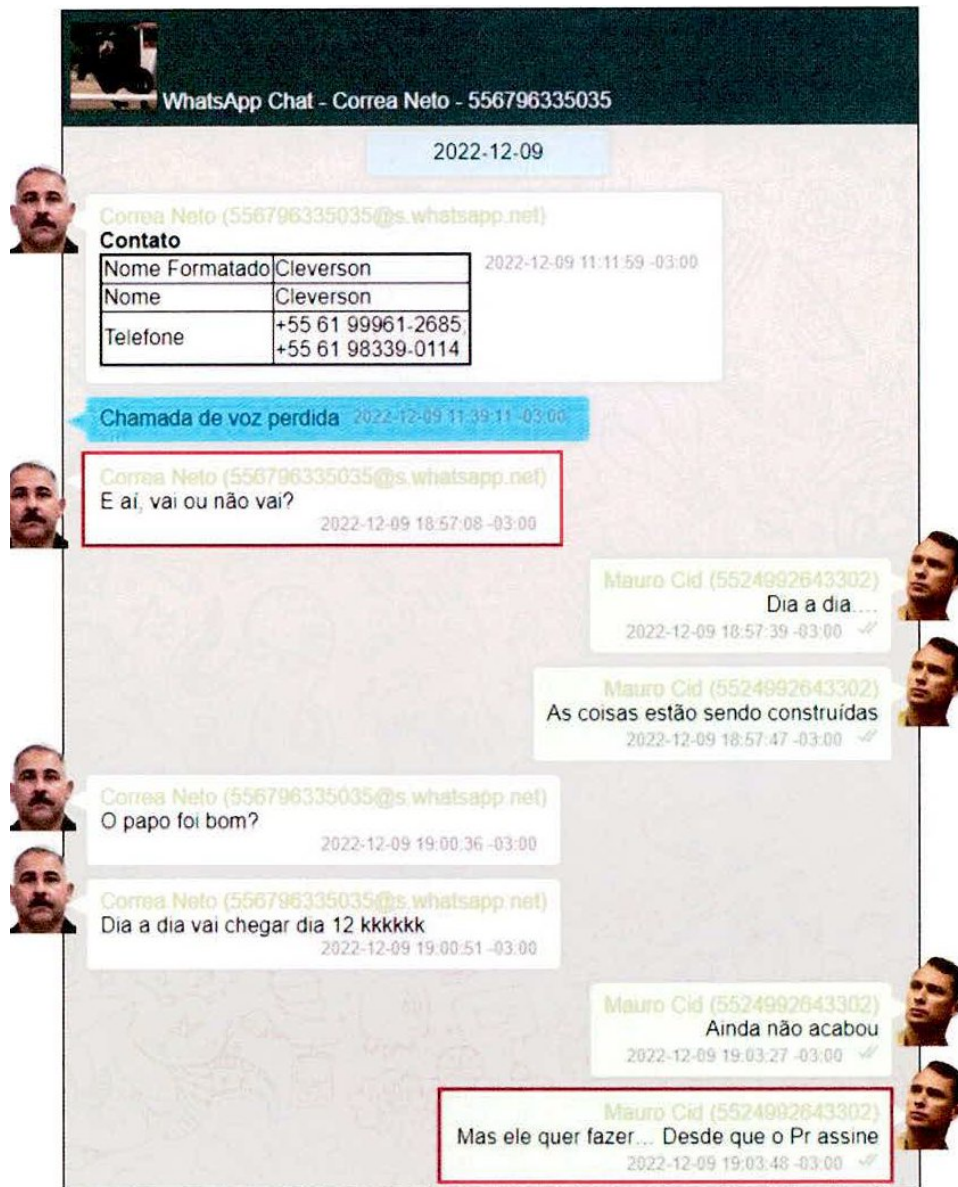 WhatsApp Chat - Correa Neto - 556796335035
2022-12-09
Correa Neto (556796335035@s.whatsapp.net)
Contato
Nome Formatado Cleverson
2022-12-09 11:11:59 -03:00
Nome Cleverson
Telefone +55 61 99961-2685;
+55 61 98339-0114
Chamada de voz perdida 2022-12-09 11:39:11 -03:00
Correa Neto (556796335035@s.whatsapp.net)
E aí, vai ou não vai?
2022-12-09 18:57:08 -03:00
Mauro Cid (5524992643302)
Dia a dia....
2022-12-09 18:57:39 -03:00
Mauro Cid (5524992643302)
As coisas estão sendo construídas
2022-12-09 18:57:47 -03:00
Correa Neto (556796335035@s.whatsapp.net)
O papo foi bom?
2022-12-09 19:00:36 -03:00
Correa Neto (556796335035@s.whatsapp.net)
Dia a dia vai chegar dia 12 kkkkkk
2022-12-09 19:00:51 -03:00
Mauro Cid (5524992643302)
Ainda não acabou
2022-12-09 19:03:27 -03:00
Mauro Cid (5524992643302)
Mas ele quer fazer... Desde que o Pr assine
2022-12-09 19:03:48 -03:00